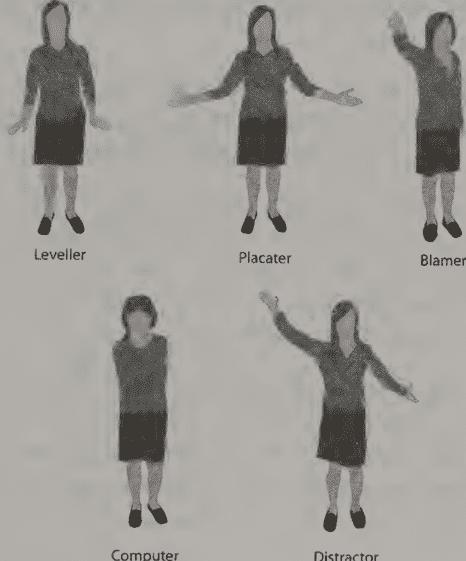 Leveller
Placater
Blamer
Computer
Distractor